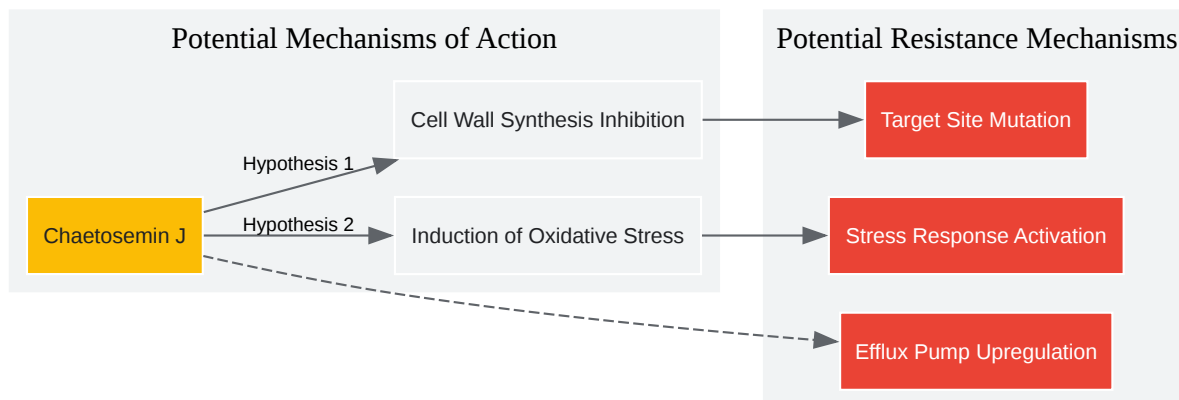 Potential Mechanisms of Action
Potential Resistance Mechanisms
Cell Wall Synthesis Inhibition
Target Site Mutation
Hypothesis 1
Chaetosemin J
Hypothesis 2
Induction of Oxidative Stress
Stress Response Activation
Efflux Pump Upregulation